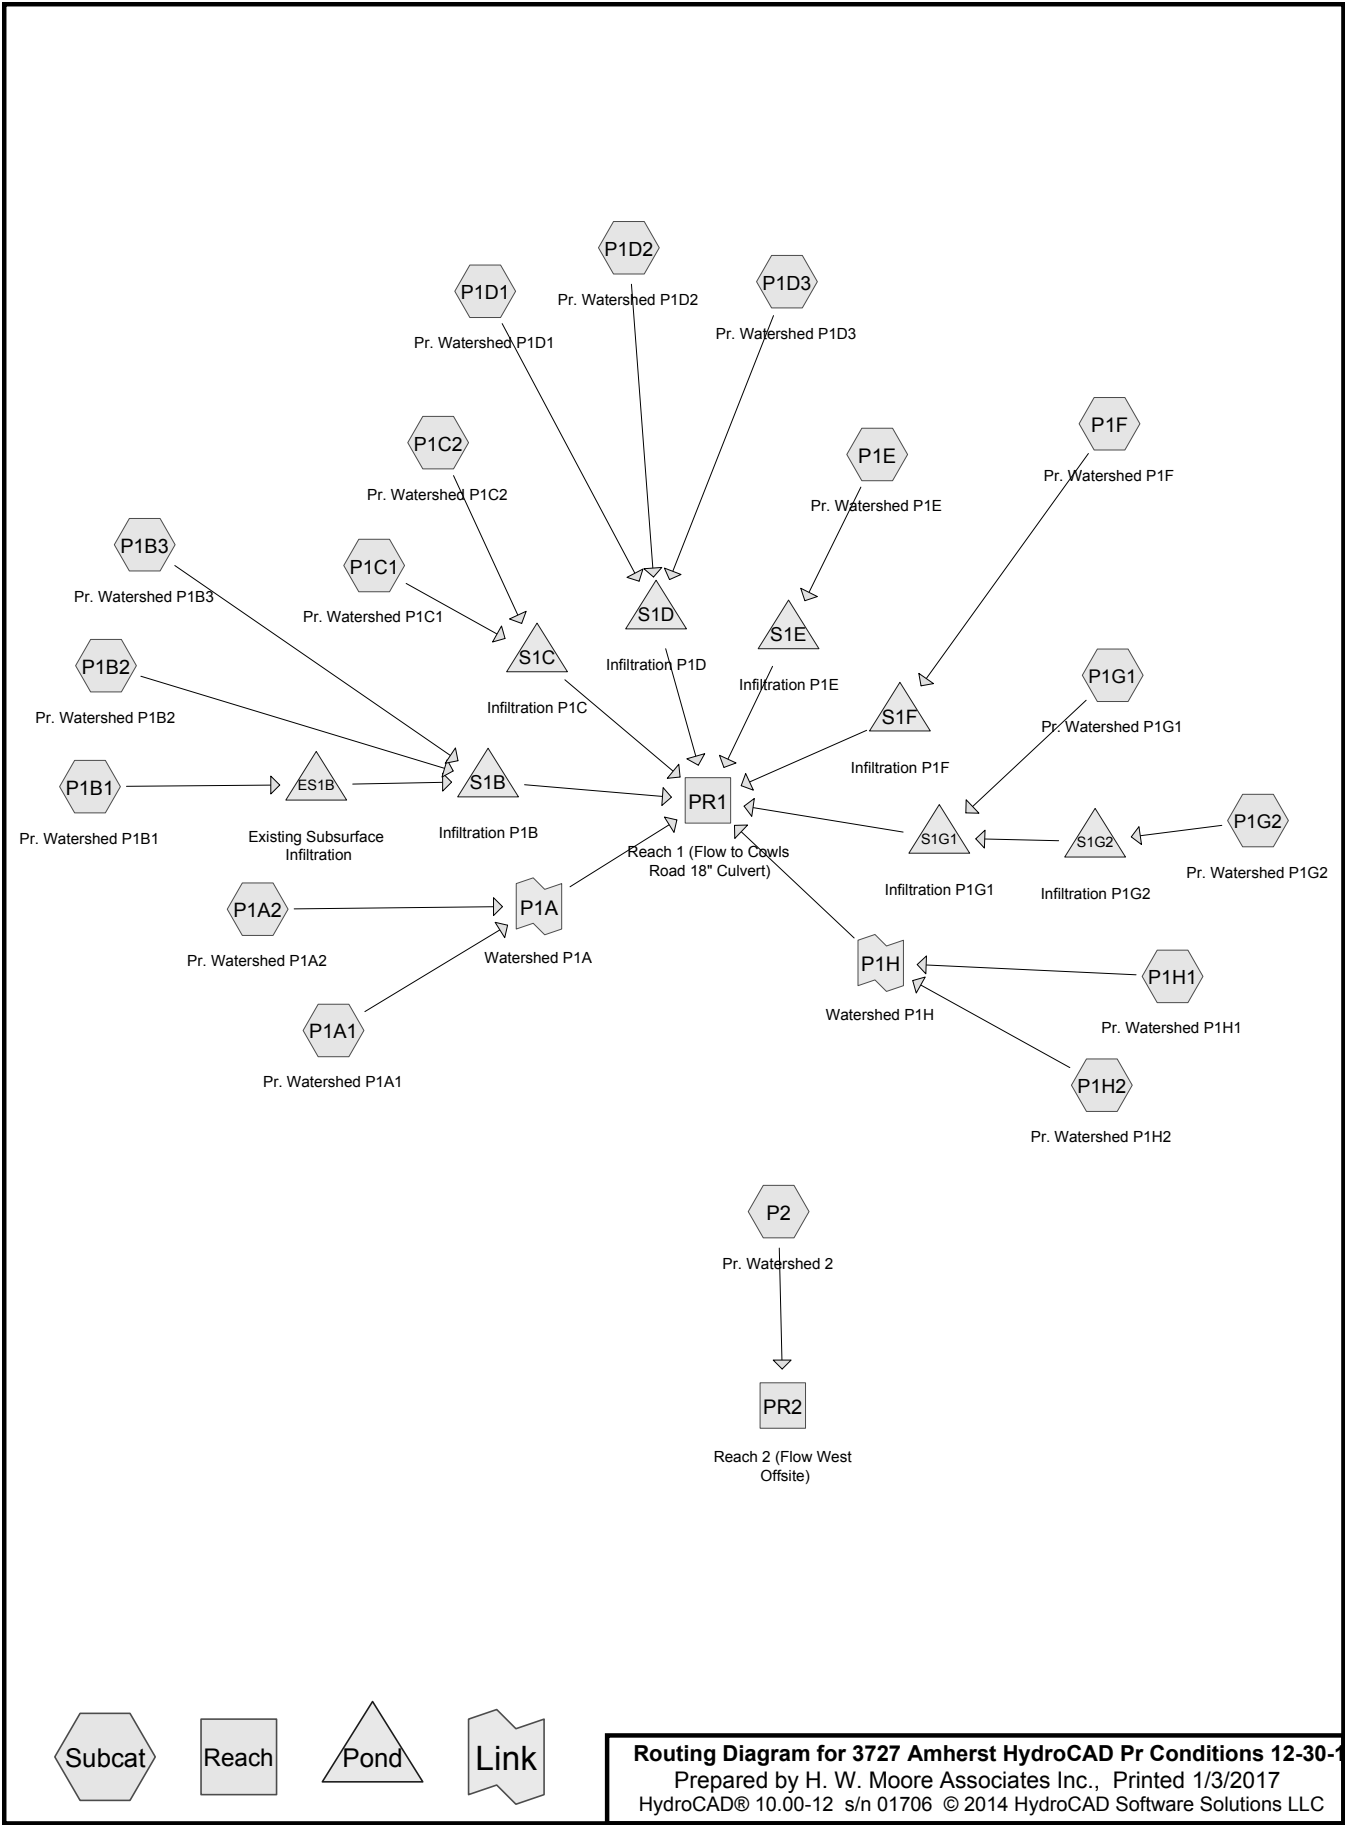 P1D2
Pr. Watershed P1D2
P1D1
Pr. Watershed P1D1
P1D3
Pr. Watershed P1D3
P1C2
Pr. Watershed P1C2
P1E
Pr. Watershed P1E
P1F
Pr. Watershed P1F
P1B3
Pr. Watershed P1B3
P1C1
Pr. Watershed P1C1
S1D
Infiltration P1D
S1E
Infiltration P1E
S1C
Infiltration P1C
P1B2
Pr. Watershed P1B2
S1F
Infiltration P1F
P1G1
Pr. Watershed P1G1
P1B1
Pr. Watershed P1B1
ES1B
Existing Subsurface
Infiltration
S1B
Infiltration P1B
PR1
Reach 1 (Flow to Cowls
Road 18" Culvert)
S1G1
Infiltration P1G1
S1G2
Infiltration P1G2
P1G2
Pr. Watershed P1G2
P1A2
Pr. Watershed P1A2
P1A
Watershed P1A
P1H
Watershed P1H
P1H1
Pr. Watershed P1H1
P1A1
Pr. Watershed P1A1
P1H2
Pr. Watershed P1H2
P2
Pr. Watershed 2
PR2
Reach 2 (Flow West
Offsite)
Subcat
Reach
Pond
Link
Routing Diagram for 3727 Amherst HydroCAD Pr Conditions 12-30-1
Prepared by H. W. Moore Associates Inc., Printed 1/3/2017
HydroCAD® 10.00-12 s/n 01706 © 2014 HydroCAD Software Solutions LLC